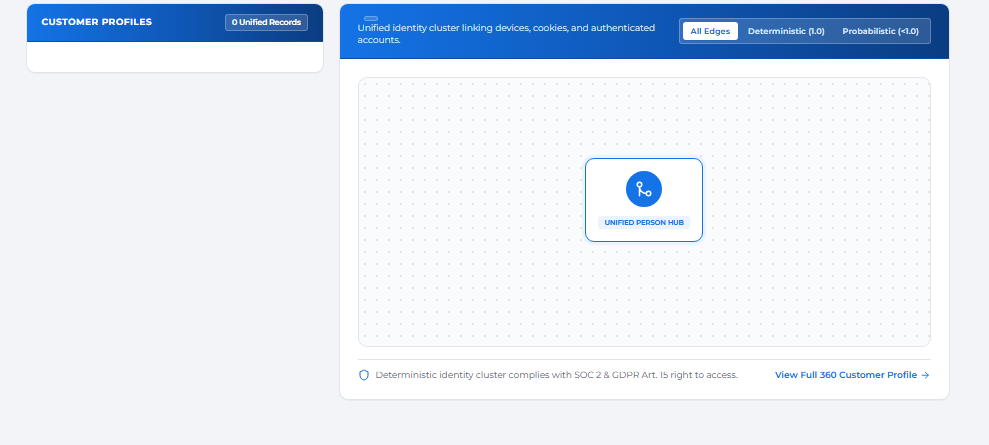 CUSTOMER PROFILES
0 Unified Records
Unified identity cluster linking devices, cookies, and authenticated
accounts.
All Edges
Deterministic (1.0)
Probabilistic (<1.0)
UNIFIED PERSON HUB
Deterministic identity cluster complies with SOC 2 & GDPR Art. 15 right to access.
View Full 360 Customer Profile →